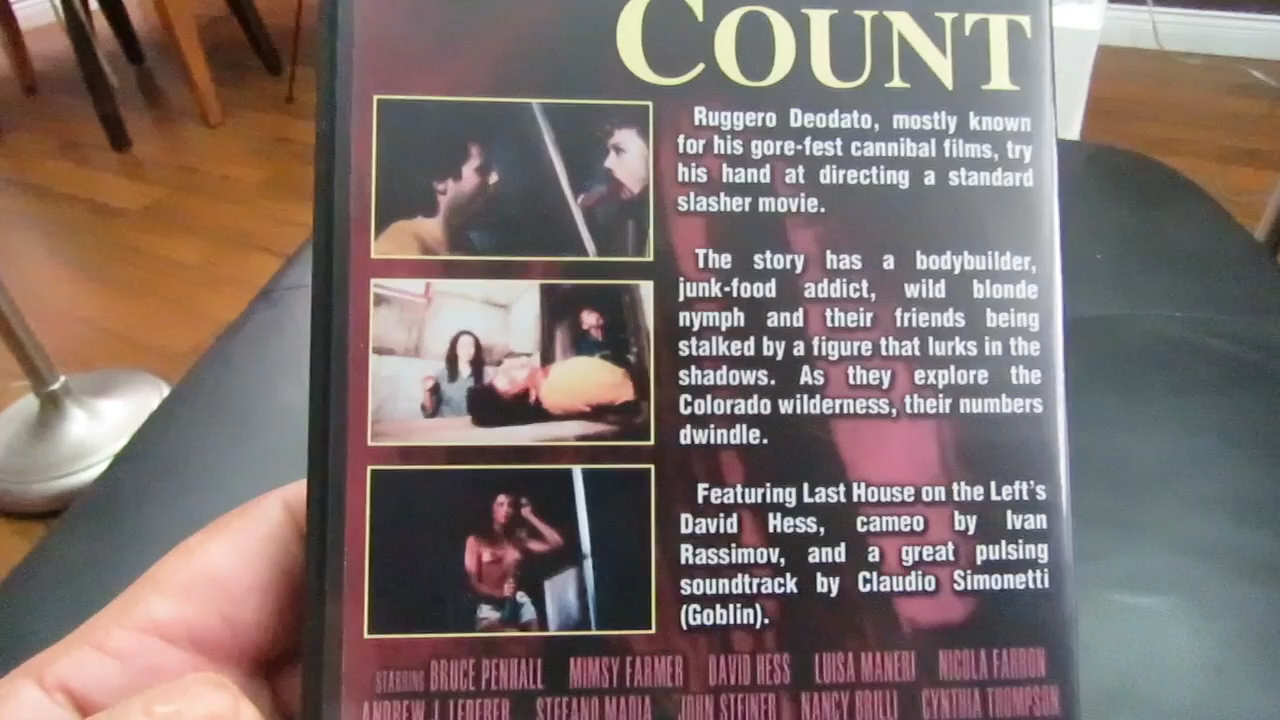 COUNT
Ruggero Deodato, mostly known
for his gore-fest cannibal films, try
his hand at directing a standard
slasher movie.
The story has a bodybuilder,
junk-food addict, wild blonde
nymph and their friends being
stalked by a figure that lurks in the
shadows. As they explore the
Colorado wilderness, their numbers
dwindle.
Featuring Last House on the Left's
David Hess, cameo by Ivan
Rassimov, and a great pulsing
soundtrack by Claudio Simonetti
(Goblin).
STARRING BRUCE PENHALL MIMSY FARMER DAVID HESS LUISA MANERI NICOLA FARRON
ANDREW J. LEDERER STEFANO MADIA JOHN STEINER NANCY BRILLI CYNTHIA THOMPSON